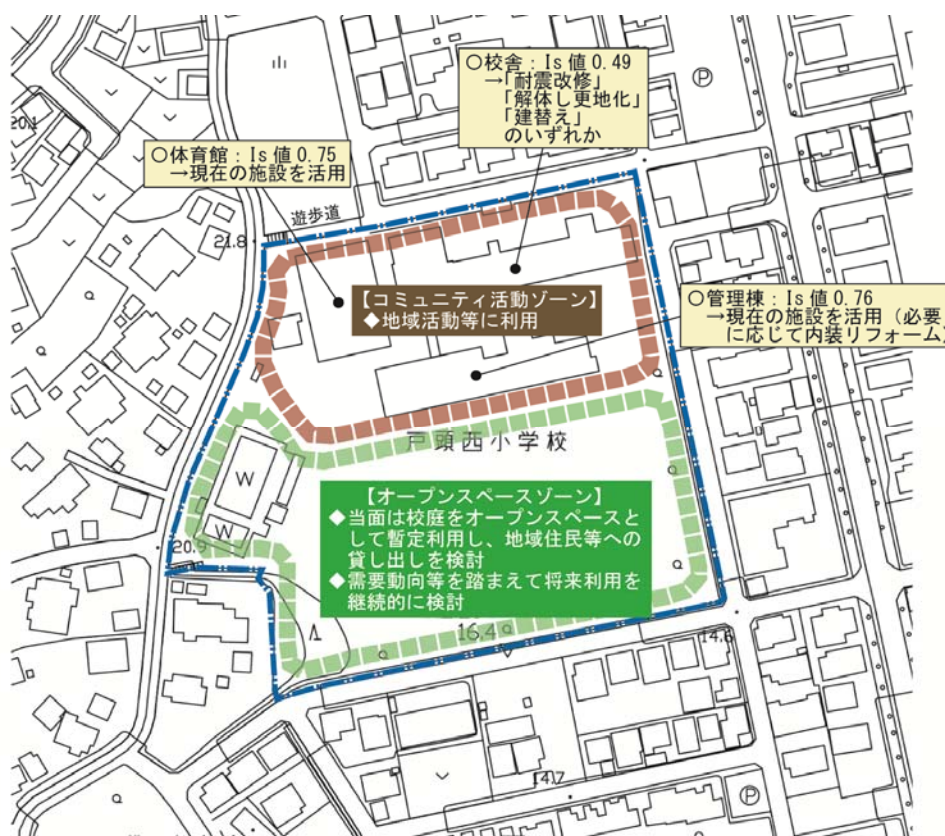 ○校舎：Is 値 0.49
→「耐震改修」
「解体し更地化」
「建替え」
のいずれか
Ⓟ
20.1
○体育館：Is 値 0.75
→現在の施設を活用
遊歩道
21.8
○管理棟：Is 値 0.76
→現在の施設を活用（必要
に応じて内装リフォーム）
【コミュニティ活動ゾーン】
◆地域活動等に利用
戸頭西小学校
W
W
【オープンスペースゾーン】
◆当面は校庭をオープンスペースと
して暫定利用し、地域住民等への
貸し出しを検討
◆需要動向等を踏まえて将来利用を
継続的に検討
20.9
16.4
14.6
14.7
Ⓟ